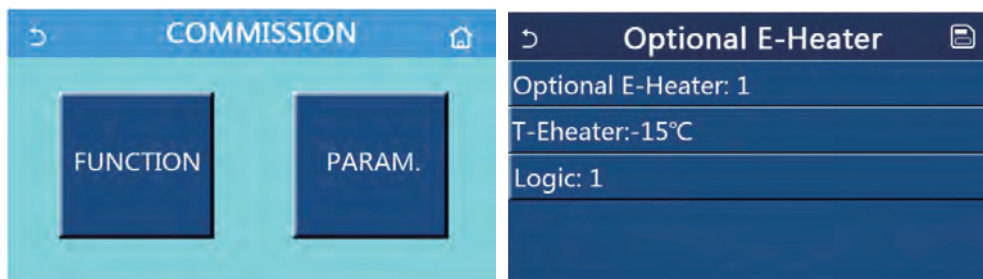 COMMISSION
FUNCTION
PARAM.
Optional E-Heater
Optional E-Heater: 1
T-Eheater:-15℃
Logic: 1